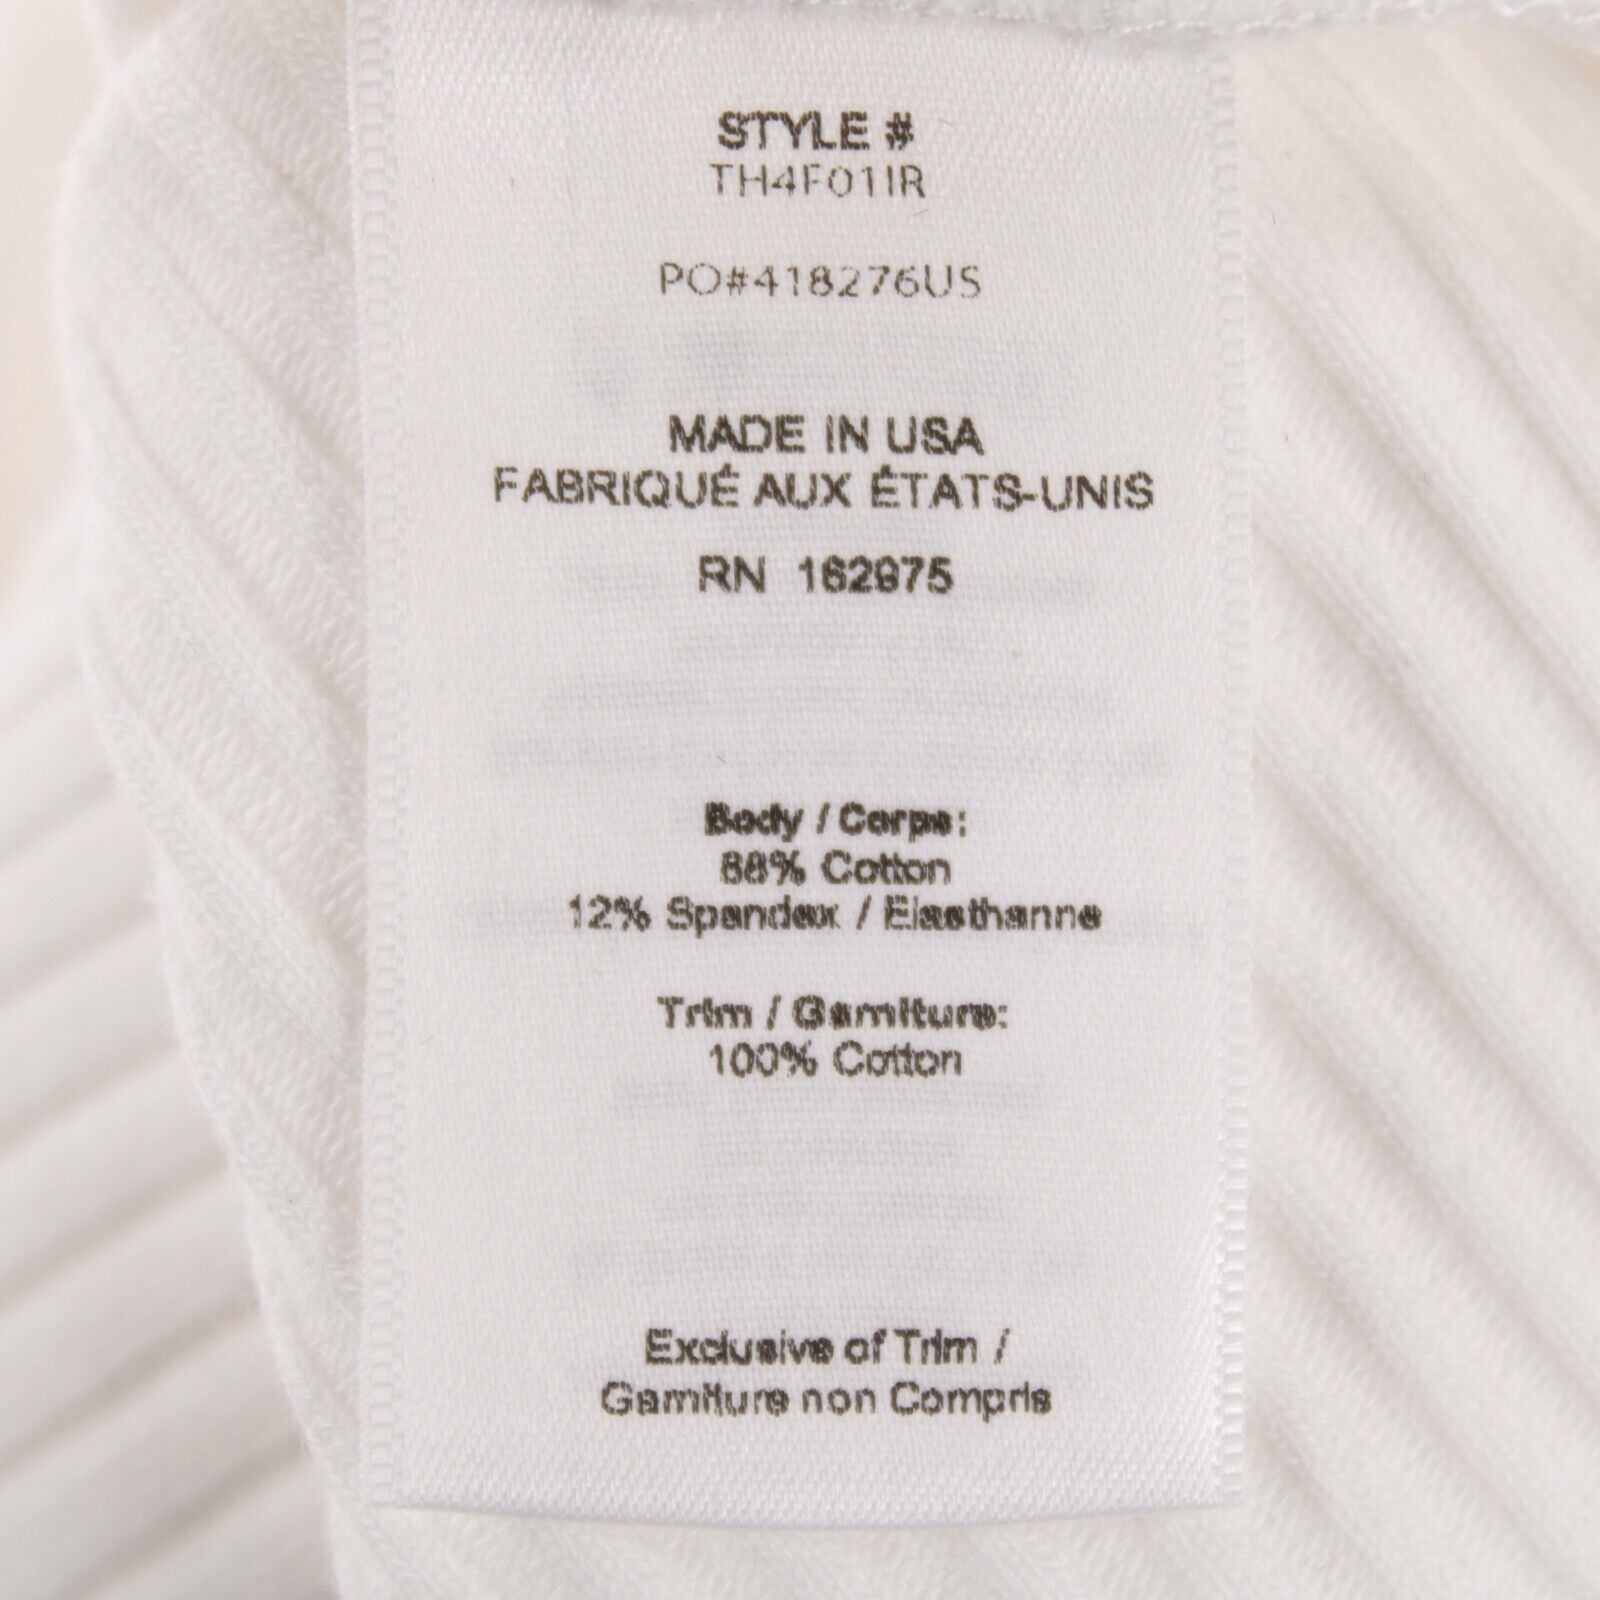 STYLE #
TH4F01IR
PO#418276US
MADE IN USA
FABRIQUÉ AUX ÉTATS-UNIS
RN 162975
Body / Corps:
88% Cotton
12% Spandex / Elasthanne
Trim / Garniture:
100% Cotton
Exclusive of Trim /
Garniture non Compris